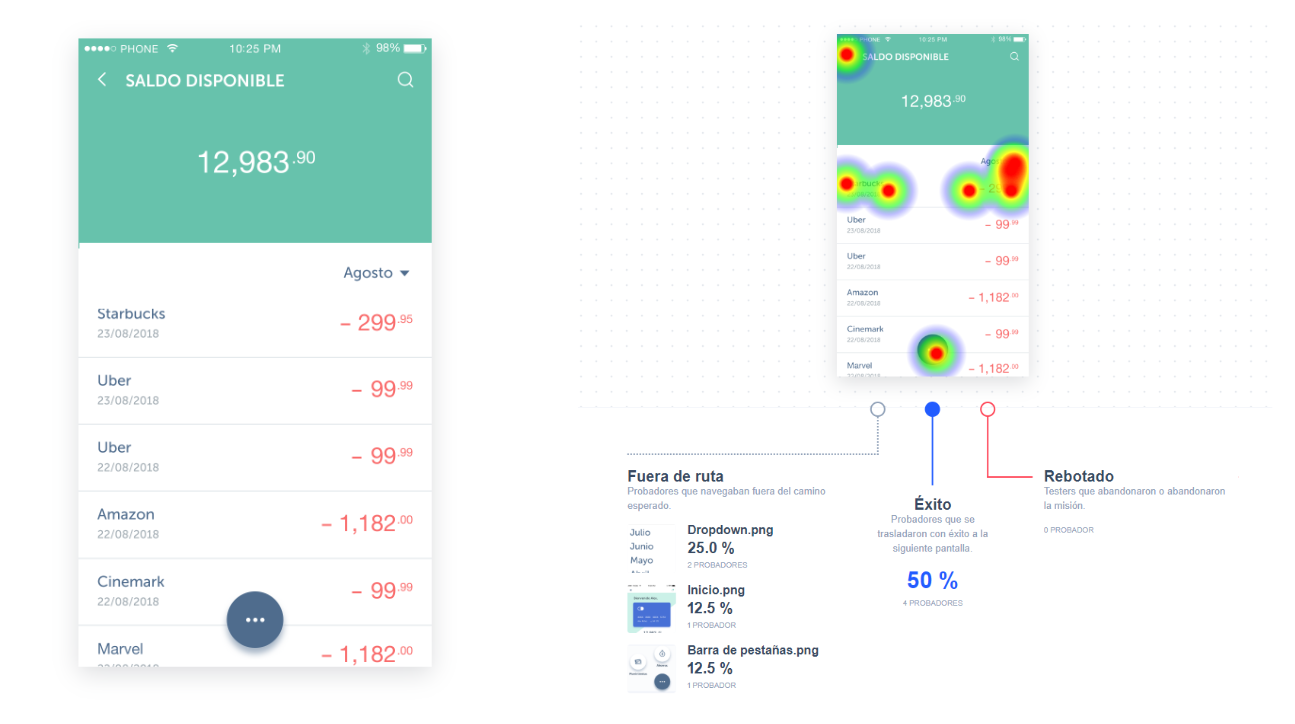 PHONE 10:25 PM 98%
SALDO DISPONIBLE
12,983.90
Agosto
Starbucks
23/08/2018
– 299.95
Uber
23/08/2018
– 99.99
Uber
22/08/2018
– 99.99
Amazon
22/08/2018
– 1,182.00
Cinemark
22/08/2018
– 99.99
Marvel
– 1,182.00
10:25 PM 98%
SALDO DISPONIBLE
12,983.90
Uber
23/08/2018
– 99.99
Uber
22/08/2018
– 99.99
Amazon
22/08/2018
– 1,182.00
Cinemark
22/08/2018
– 99.99
Marvel
– 1,182.00
Fuera de ruta
Probadores que navegaban fuera del camino
esperado.
Julio
Junio
Mayo
Dropdown.png
25.0 %
2 PROBADORES
Inicio.png
12.5 %
1 PROBADOR
Barra de pestañas.png
12.5 %
1 PROBADOR
Éxito
Probadores que se
trasladaron con éxito a la
siguiente pantalla.
50 %
4 PROBADORES
Rebotado
Testers que abandonaron o abandonaron
la misión.
0 PROBADOR